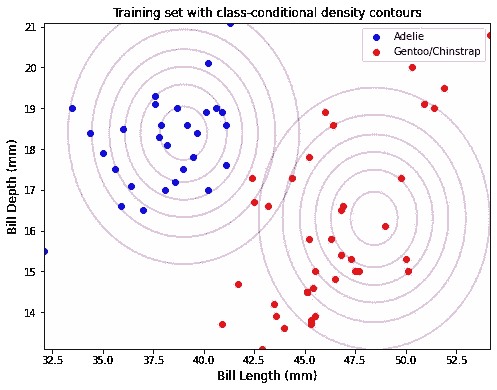 Training set with class-conditional density contours
Adelie
Gentoo/Chinstrap
Bill Depth (mm)
21
20
19
18
17
16
15
14
32.5 35.0 37.5 40.0 42.5 45.0 47.5 50.0 52.5
Bill Length (mm)